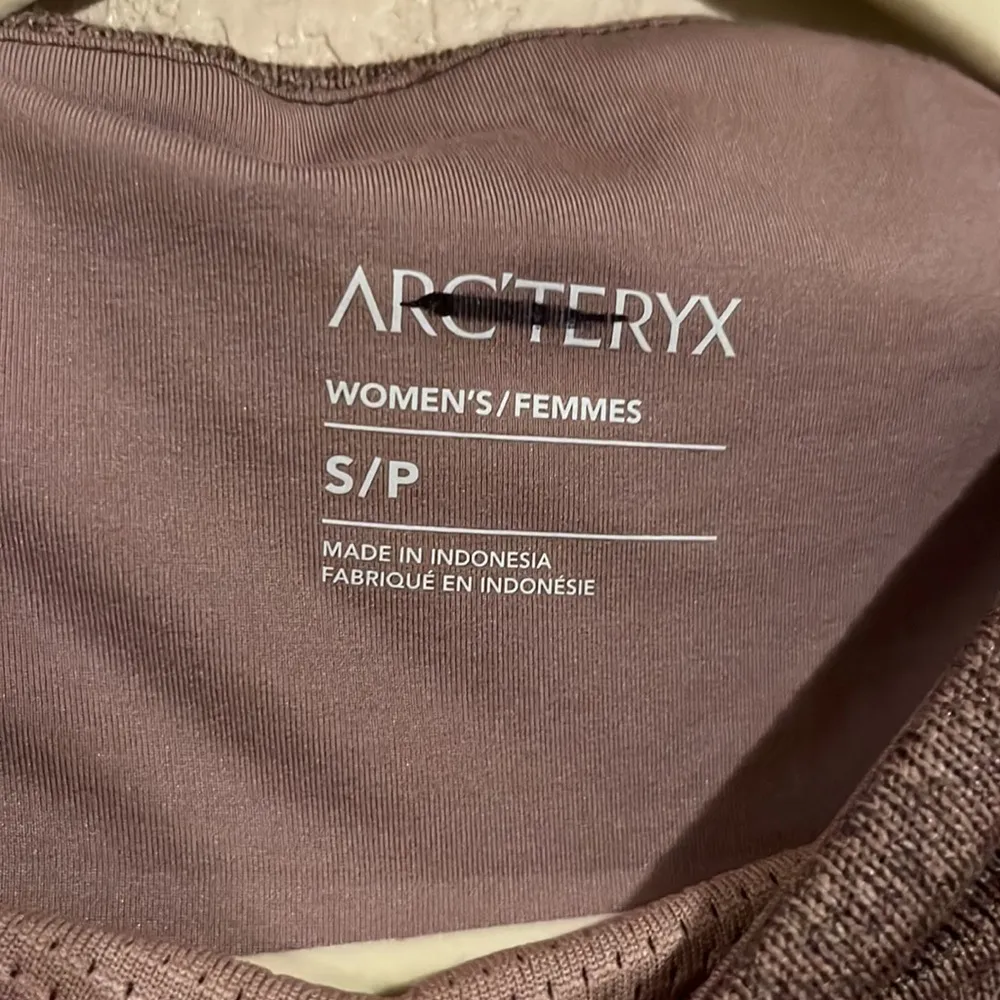 ARC'TERYX
WOMEN'S/FEMMES
S/P
MADE IN INDONESIA
FABRIQUÉ EN INDONÉSIE